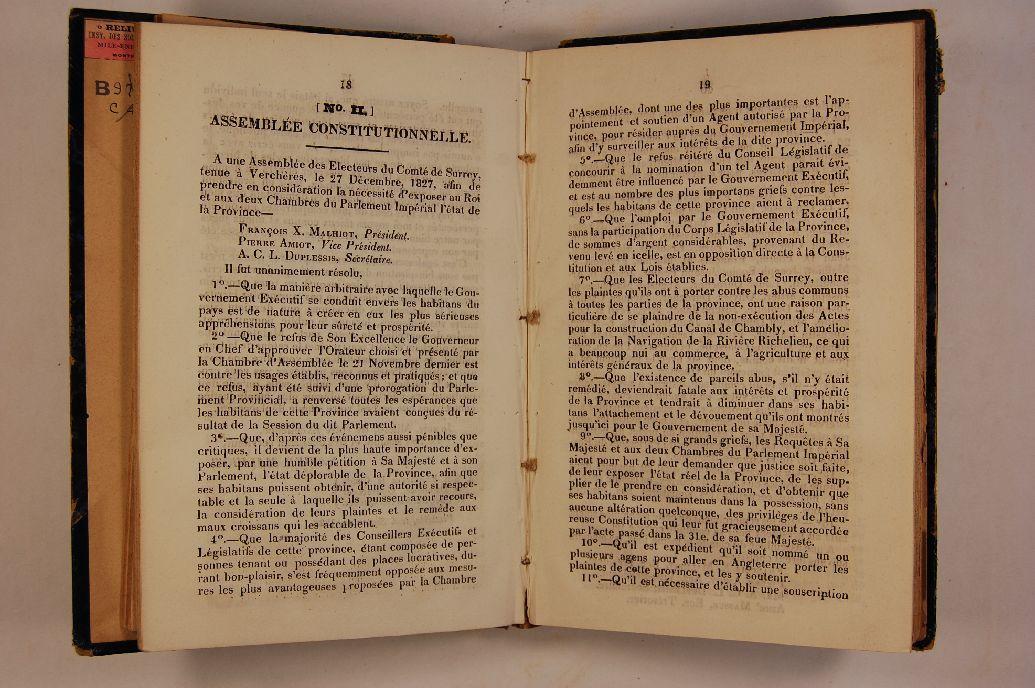 RELI
INST. DES SOU
MILE-END
MONT
B9
CA
18
[ NO. II. ]
ASSEMBLÉE CONSTITUTIONNELLE.
A une Assemblée des Electeurs du Comté de Surrey,
tenue à Verchères, le 27 Décembre, 1827, afin de
prendre en considération la nécessité d'exposer au Roi
et aux deux Chambres du Parlement Impérial l'état de
la Province—
FRANÇOIS X. MALHIOT, Président.
PIERRE AMIOT, Vice Président.
A. C. L. DUPLESSIS, Secrétaire.
Il fut unanimement résolu,
1°.—Que la manière arbitraire avec laquelle le Gou-
vernement Exécutif se conduit envers les habitans du
pays est de nature à créer en eux les plus sérieuses
appréhensions pour leur sûreté et prospérité.
2° —Que le refus de Son Excellence le Gouverneur
en Chef d'approuver l'Orateur choisi et présenté par
la Chambre d'Assemblée le 21 Novembre dernier est
contre les usages établis, reconnus et pratiqués ; et que
ce refus, ayant été suivi d'une prorogation du Parle-
ment Provincial, a renversé toutes les espérances que
les habitans de cette Province avaient conçues du ré-
sultat de la Session du dit Parlement.
3°.—Que, d'après ces événemens aussi pénibles que
critiques, il devient de la plus haute importance d'ex-
poser, par une humble pétition à Sa Majesté et à son
Parlement, l'état déplorable de la Province, afin que
ses habitans puissent obtenir, d'une autorité si respec-
table et la seule à laquelle ils puissent avoir recours,
la considération de leurs plaintes et le remède aux
maux croissans qui les accablent.
4°.—Que la majorité des Conseillers Exécutifs et
Législatifs de cette province, étant composée de per-
sonnes tenant ou possédant des places lucratives, du-
rant bon-plaisir, s'est fréquemment opposée aux mesu-
res les plus avantageuses proposées par la Chambre
19
d'Assemblée, dont une des plus importantes est l'ap-
pointement et soutien d'un Agent autorisé par la Pro-
vince, pour résider auprès du Gouvernement Impérial,
afin d'y surveiller aux intérêts de la dite province.
5°.—Que le refus réitéré du Conseil Législatif de
concourir à la nomination d'un tel Agent paraît évi-
demment être influencé par le Gouvernement Exécutif,
et est au nombre des plus importans griefs contre les-
quels les habitans de cette province aient à reclamer.
6°.—Que l'emploi par le Gouvernement Exécutif,
sans la participation du Corps Législatif de la Province,
de sommes d'argent considérables, provenant du Re-
venu levé en icelle, est en opposition directe à la Cons-
titution et aux Lois établies.
7°.—Que les Electeurs du Comté de Surrey, outre
les plaintes qu'ils ont à porter contre les abus communs
à toutes les parties de la province, ont une raison par-
ticulière de se plaindre de la non-exécution des Actes
pour la construction du Canal de Chambly, et l'amélio-
ration de la Navigation de la Rivière Richelieu, ce qui
a beaucoup nui au commerce, à l'agriculture et aux
intérêts généraux de la province.
8°.—Que l'existence de pareils abus, s'il n'y était
remédié, deviendrait fatale aux intérêts et prospérité
de la Province et tendrait à diminuer dans ses habi-
tans l'attachement et le dévouement qu'ils ont montrés
jusqu'ici pour le Gouvernement de sa Majesté.
9°.—Que, sous de si grands griefs, les Requêtes à Sa
Majesté et aux deux Chambres du Parlement Impérial
aient pour but de leur demander que justice soit faite,
de leur exposer l'état réel de la Province, de les sup-
plier de le prendre en considération, et d'obtenir que
ses habitans soient maintenus dans la possession, sans
aucune altération quelconque, des privilèges de l'heu-
reuse Constitution qui leur fut gracieusement accordée
par l'acte passé dans la 31e. de sa feue Majesté.
10°.—Qu'il est expédient qu'il soit nommé un ou
plusieurs agens pour aller en Angleterre porter les
plaintes de cette province, et les y soutenir.
11°.—Qu'il est nécessaire d'établir une souscription